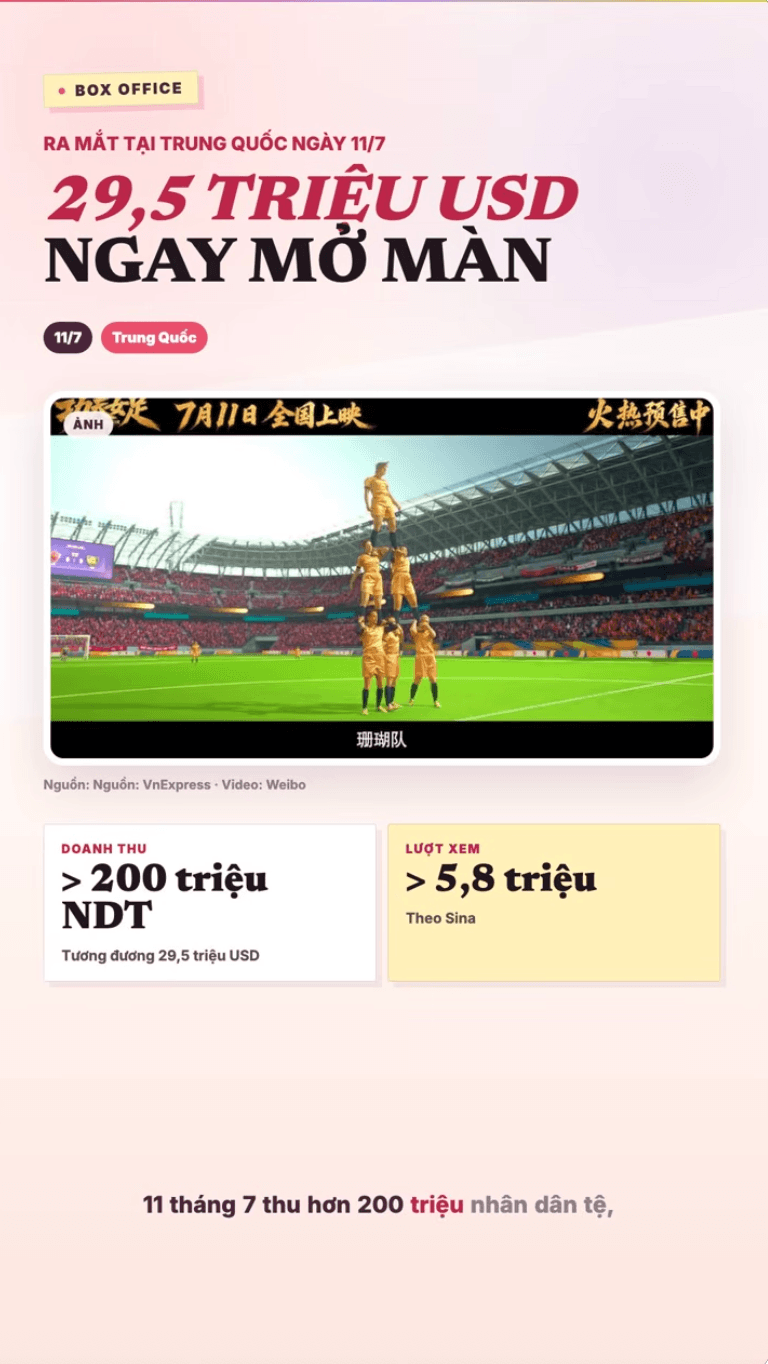 BOX OFFICE
RA MẮT TẠI TRUNG QUỐC NGÀY 11/7
29,5 TRIỆU USD
NGAY MỞ MÀN
11/7
Trung Quốc
女足 7月11日 全国上映 火热预售中
ẢNH
珊瑚队
Nguồn: Nguồn: VnExpress · Video: Weibo
DOANH THU
> 200 triệu
NDT
Tương đương 29,5 triệu USD
LƯỢT XEM
> 5,8 triệu
Theo Sina
11 tháng 7 thu hơn 200 triệu nhân dân tệ,